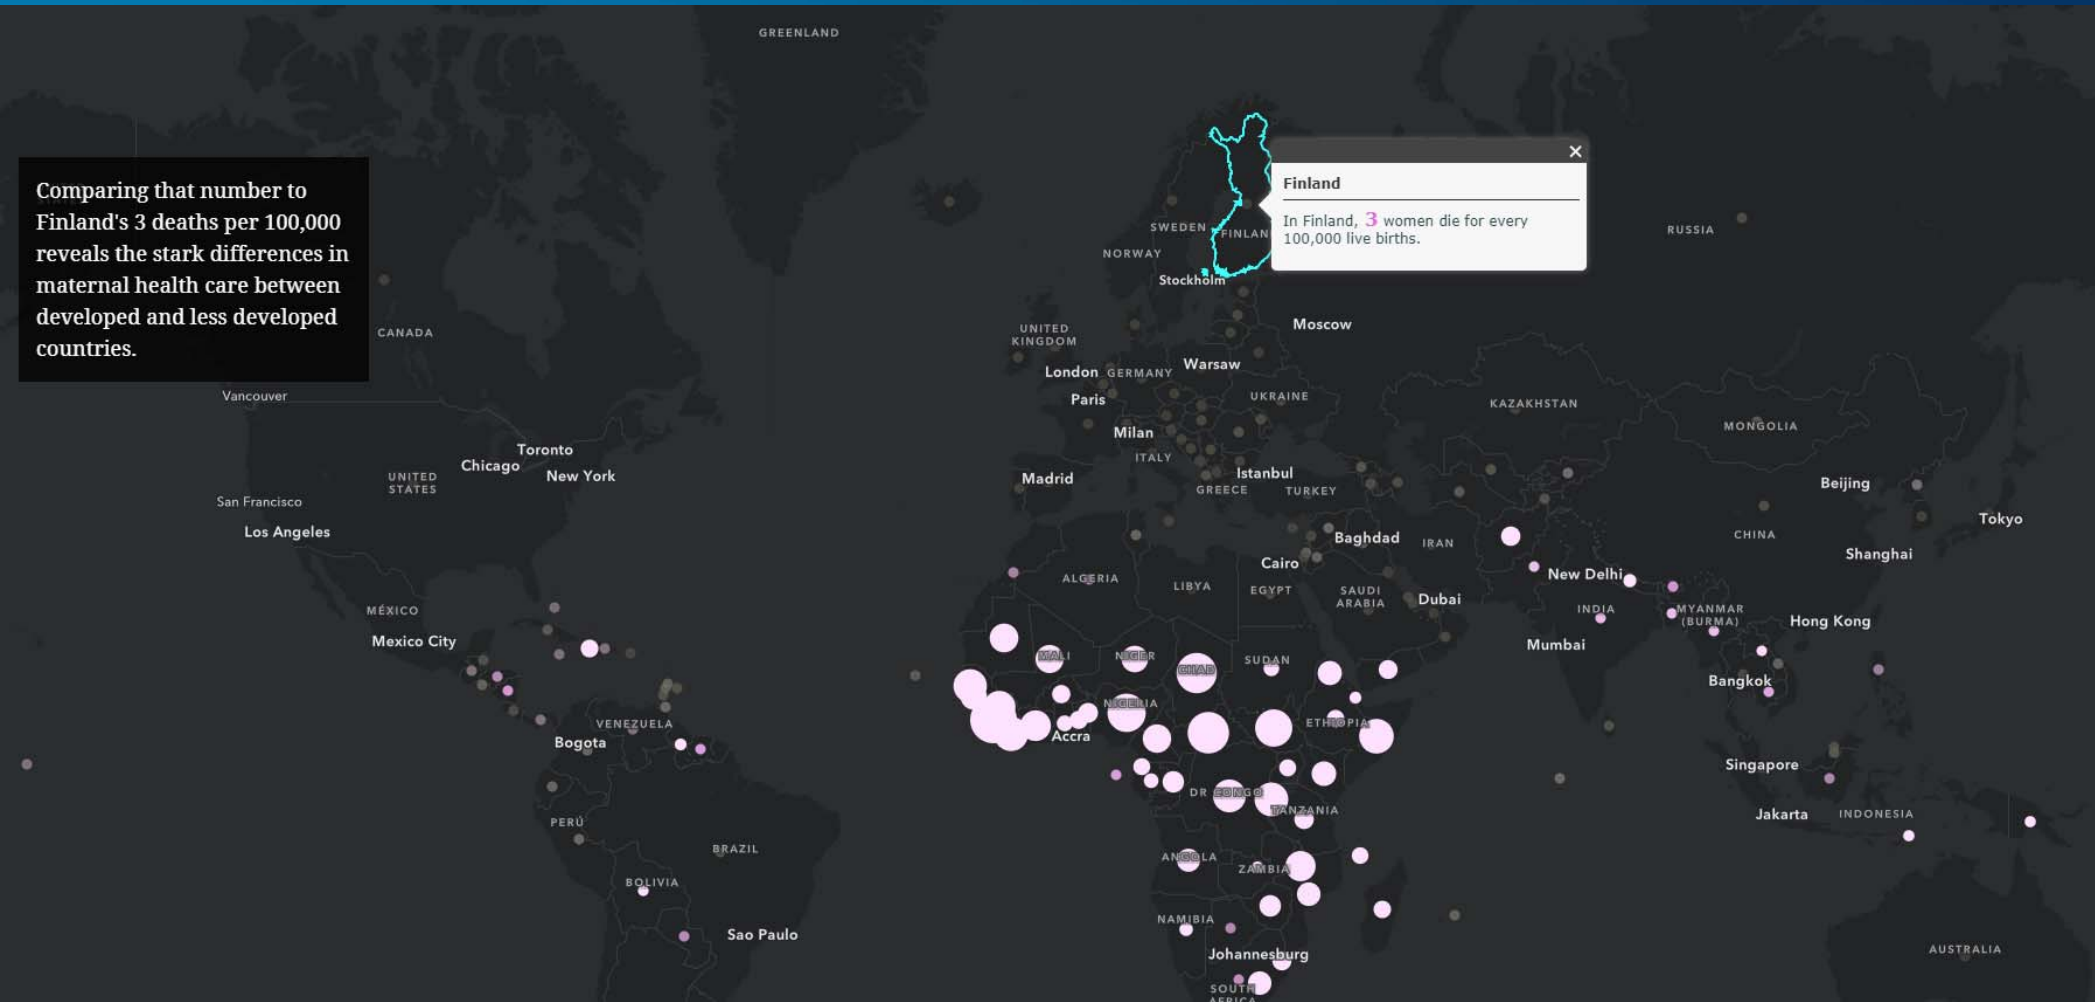 GREENLAND
Comparing that number to
Finland's 3 deaths per 100,000
reveals the stark differences in
maternal health care between
developed and less developed
countries.
Finland
In Finland, 3 women die for every
100,000 live births.
SWEDEN
FINLAN
RUSSIA
NORWAY
Stockholm
CANADA
UNITED
KINGDOM
Moscow
London
GERMANY
Warsaw
Vancouver
Paris
UKRAINE
KAZAKHSTAN
MONGOLIA
Milan
Toronto
Chicago
New York
ITALY
Madrid
Istanbul
UNITED
STATES
GREECE
TURKEY
Beijing
San Francisco
Los Angeles
Tokyo
Baghdad
IRAN
CHINA
Shanghai
Cairo
ALGERIA
LIBYA
EGYPT
SAUDI
ARABIA
Dubai
New Delhi
INDIA
MYANMAR
(BURMA)
Hong Kong
MÉXICO
Mexico City
Mumbai
MALI
NIGER
CHAD
SUDAN
Bangkok
NIGERIA
ETHIOPIA
VENEZUELA
Bogota
Accra
Singapore
DR CONGO
TANZANIA
Jakarta
INDONESIA
PERÚ
BRAZIL
ANGOLA
ZAMBIA
BOLIVIA
NAMIBIA
Sao Paulo
Johannesburg
AUSTRALIA
SOUTH
AFRICA